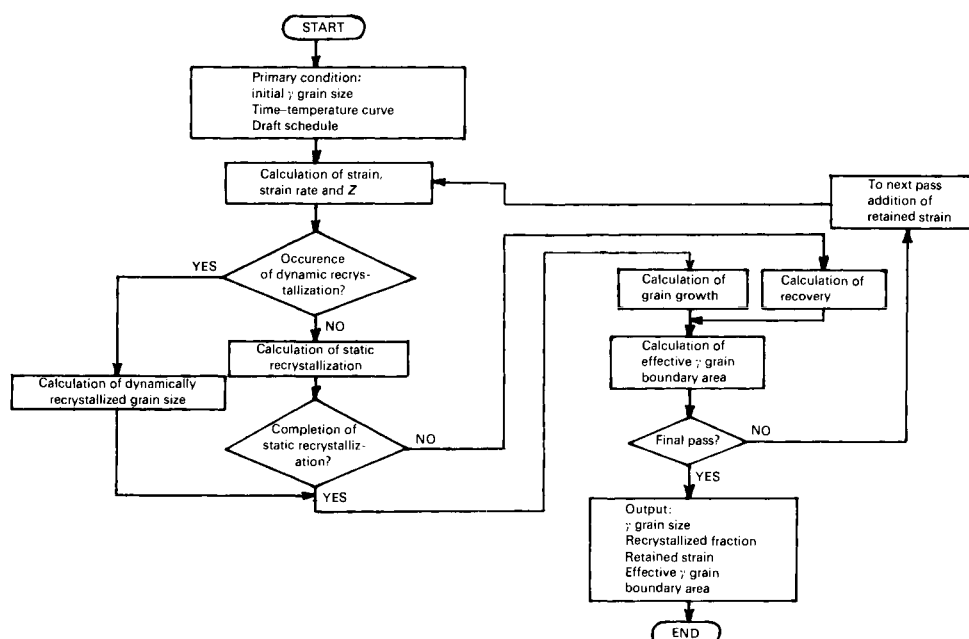 START
Primary condition:
initial γ grain size
Time-temperature curve
Draft schedule
Calculation of strain,
strain rate and Z
To next pass
addition of
retained strain
YES
Occurence
of dynamic recrys-
tallization?
NO
Calculation of
grain growth
Calculation of
recovery
Calculation of static
recrystallization
Calculation of
effective γ grain
boundary area
Calculation of dynamically
recrystallized grain size
Completion of
static recrystalliz-
ation?
NO
YES
Final pass?
NO
YES
Output:
γ grain size
Recrystallized fraction
Retained strain
Effective γ grain
boundary area
END